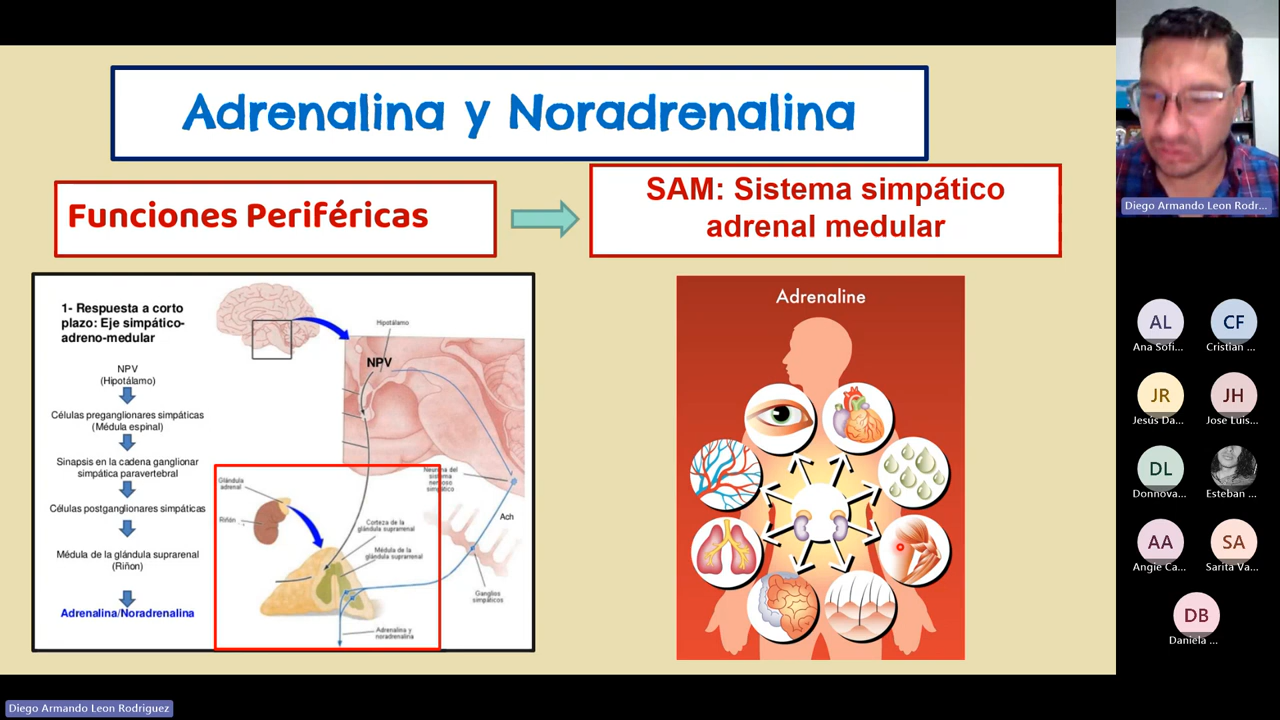 Adrenalina y Noradrenalina
Funciones Periféricas
SAM: Sistema simpático
adrenal medular
1- Respuesta a corto
plazo: Eje simpático-
adreno-medular
NPV
(Hipotálamo)
Células preganglionares simpáticas
(Médula espinal)
Sinapsis en la cadena ganglionar
simpática paravertebral
Células postganglionares simpáticas
Médula de la glándula suprarrenal
(Riñon)
Adrenalina/Noradrenalina
Hipotálamo
NPV
Neurona del
sistema
nervioso
simpático
Ach
Glándula
adrenal
Riñón
Corteza de la
glándula suprarrenal
Médula de la
glándula suprarrenal
Ganglios
simpáticos
Adrenalina y
noradrenalina
Adrenaline
Diego Armando Leon Rodr...
AL
Ana Sofi...
CF
Cristian ...
JR
Jesús Da...
JH
Jose Luis...
DL
Donnova...
Esteban ...
AA
Angie Ca...
SA
Sarita Va...
DB
Daniela ...
Diego Armando Leon Rodriguez